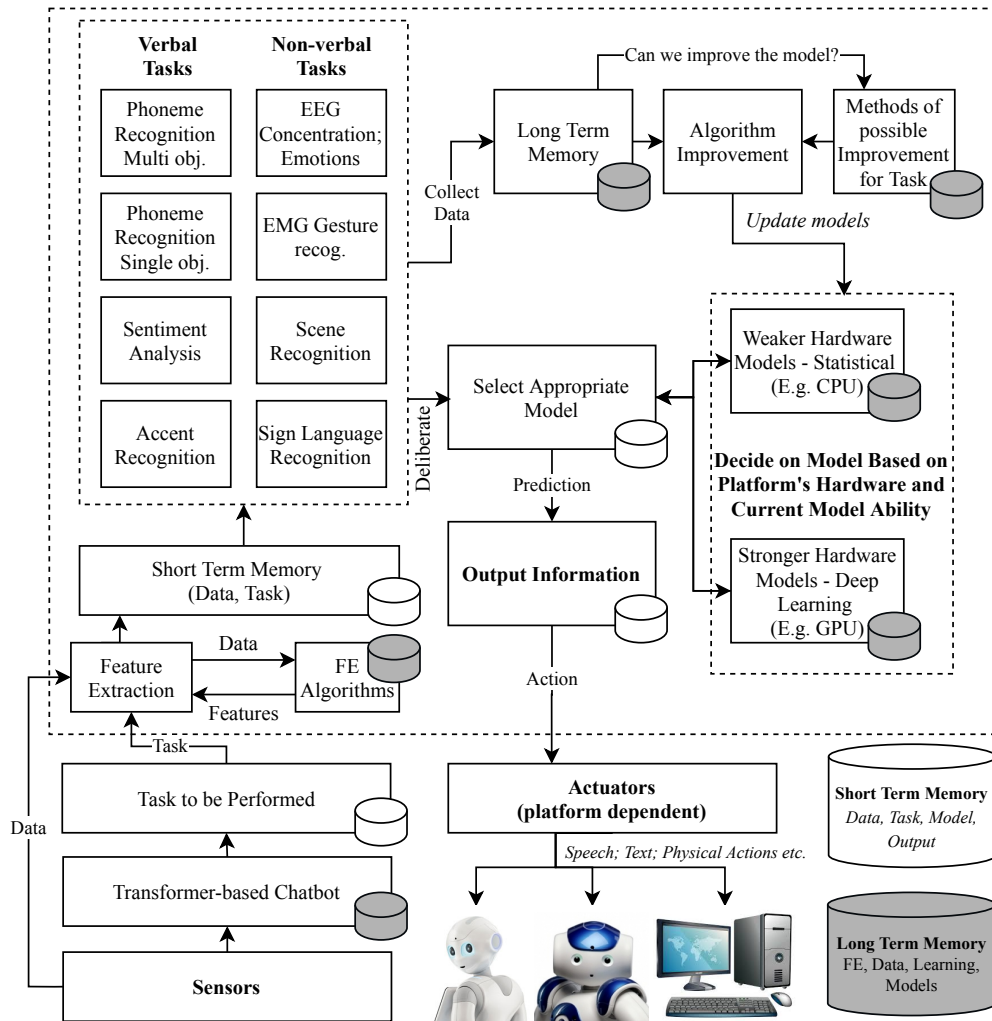 Verbal
Tasks
Non-verbal
Tasks
Phoneme
Recognition
Multi obj.
EEG
Concentration;
Emotions
Phoneme
Recognition
Single obj.
EMG Gesture
recog.
Sentiment
Analysis
Scene
Recognition
Accent
Recognition
Sign Language
Recognition
Can we improve the model?
Long Term
Memory
Algorithm
Improvement
Methods of
possible
Improvement
for Task
Collect
Data
Update models
Deliberate
Select Appropriate
Model
Weaker Hardware
Models - Statistical
(E.g. CPU)
Decide on Model Based on
Platform's Hardware and
Current Model Ability
Stronger Hardware
Models - Deep
Learning
(E.g. GPU)
Prediction
Output Information
Action
Short Term Memory
(Data, Task)
Feature
Extraction
Data
Features
FE
Algorithms
Task
Task to be Performed
Data
Transformer-based Chatbot
Sensors
Actuators
(platform dependent)
Speech; Text; Physical Actions etc.
Short Term Memory
Data, Task, Model,
Output
Long Term Memory
FE, Data, Learning,
Models